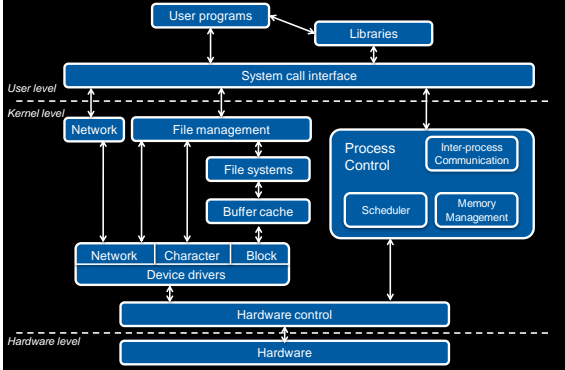 User programs
Libraries
System call interface
User level
Kernel level
Network
File management
Process
Control
Inter-process
Communication
File systems
Scheduler
Memory
Management
Buffer cache
Network
Character
Block
Device drivers
Hardware control
Hardware level
Hardware